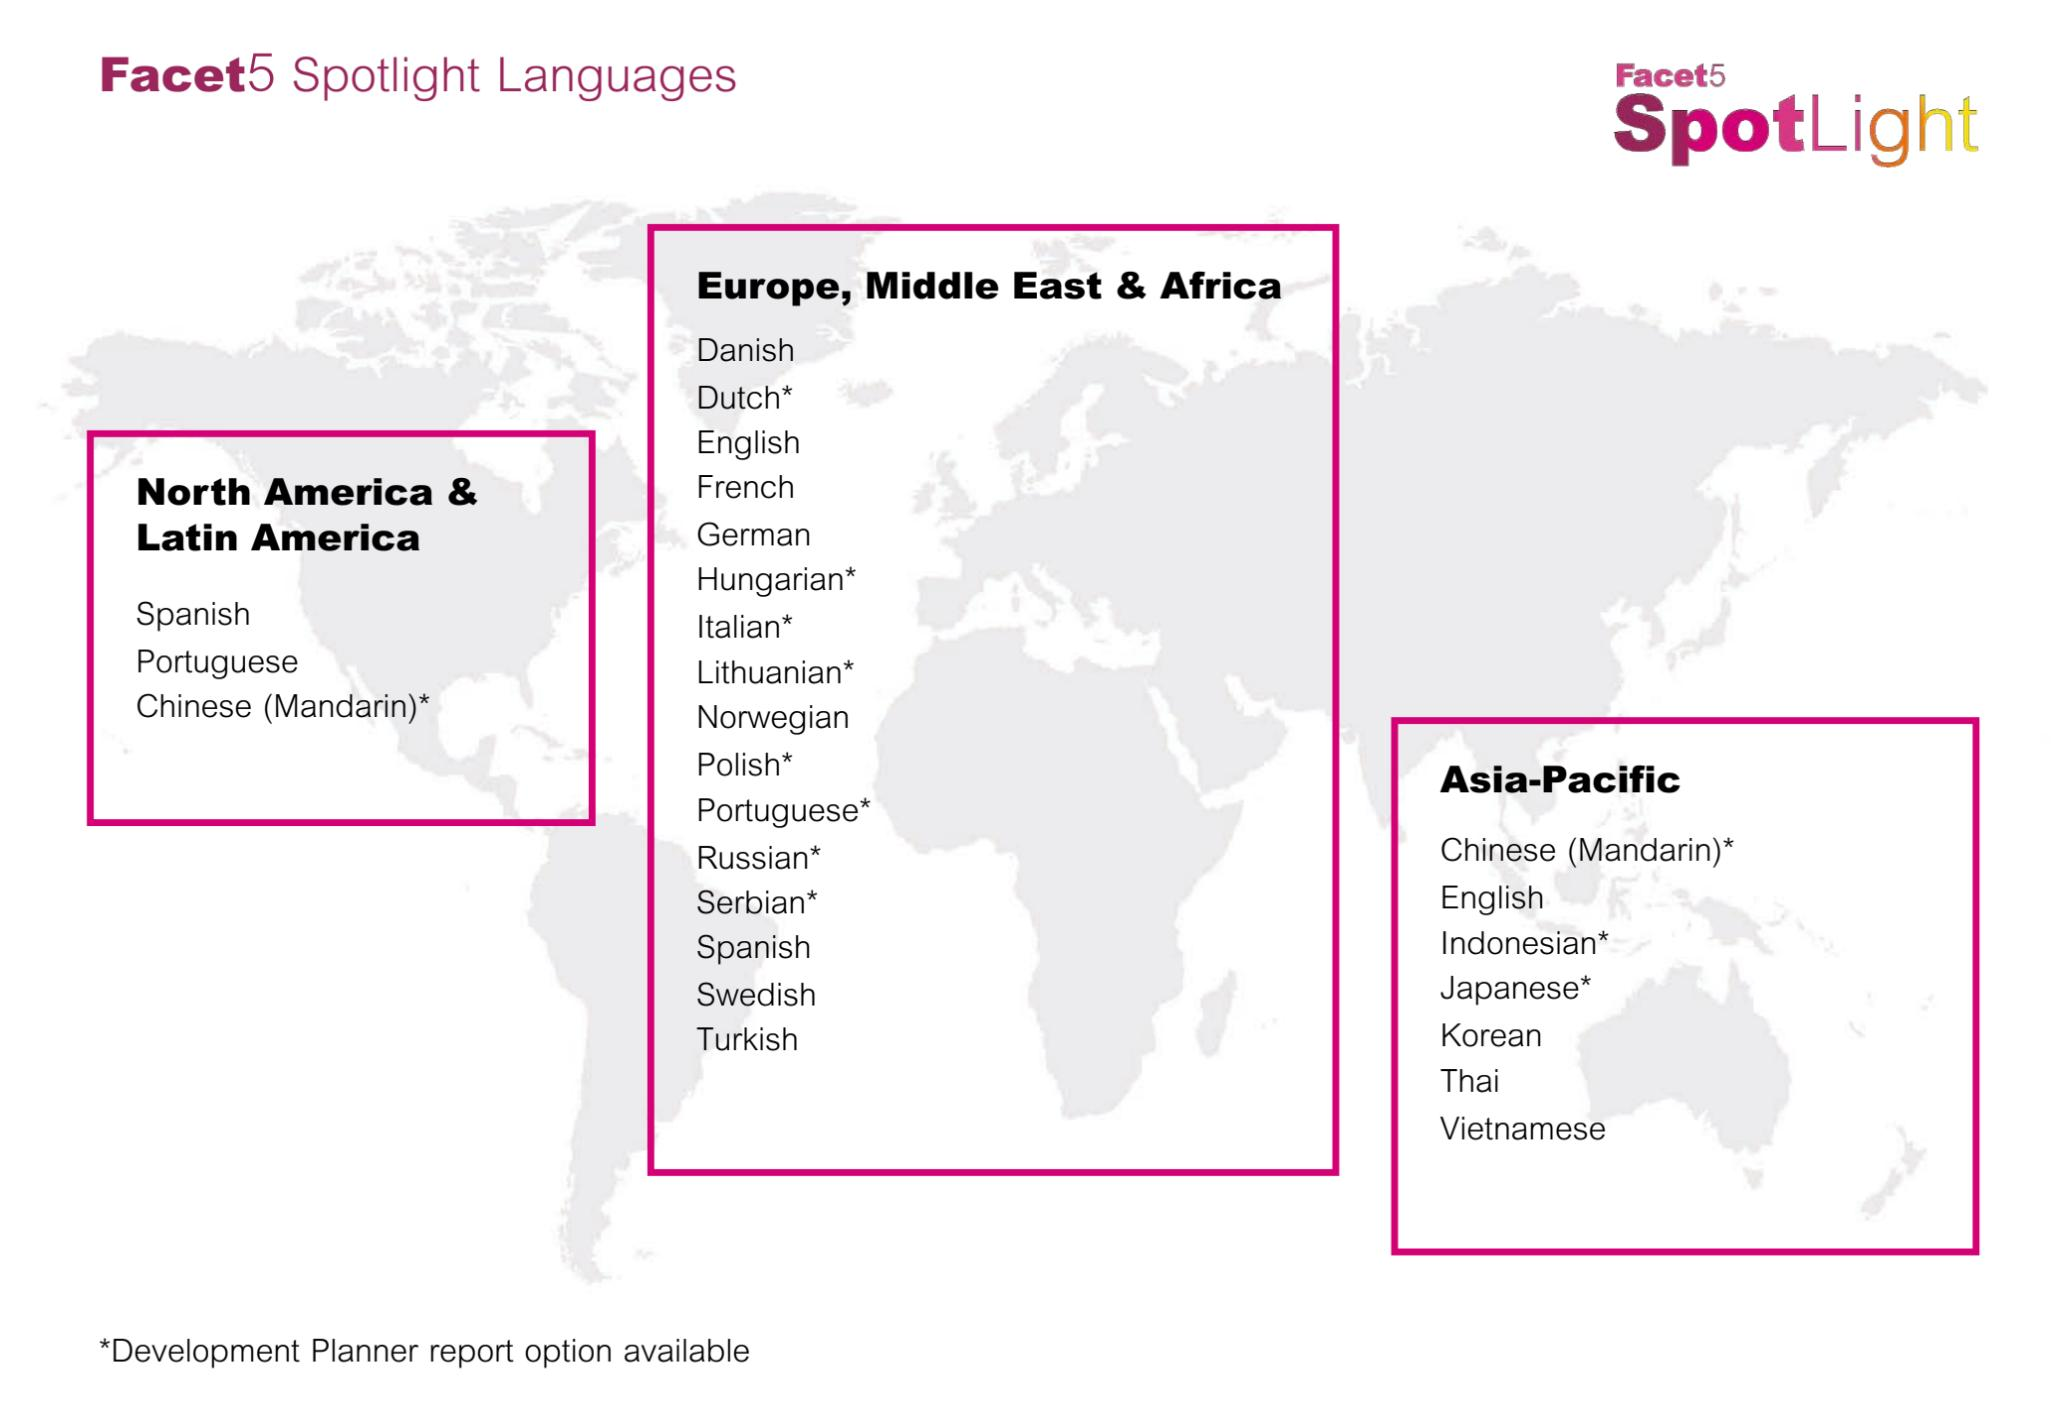 Facet5 Spotlight Languages
Facet5
SpotLight
North America &
Latin America
Spanish
Portuguese
Chinese (Mandarin)*
Europe, Middle East & Africa
Danish
Dutch*
English
French
German
Hungarian*
Italian*
Lithuanian*
Norwegian
Polish*
Portuguese*
Russian*
Serbian*
Spanish
Swedish
Turkish
Asia-Pacific
Chinese (Mandarin)*
English
Indonesian*
Japanese*
Korean
Thai
Vietnamese
*Development Planner report option available